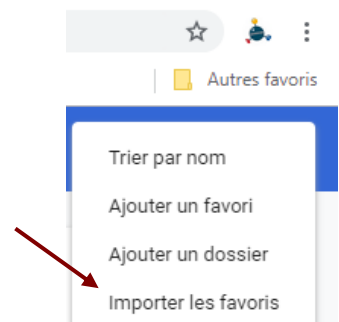 Autres favoris
Trier par nom
Ajouter un favori
Ajouter un dossier
Importer les favoris